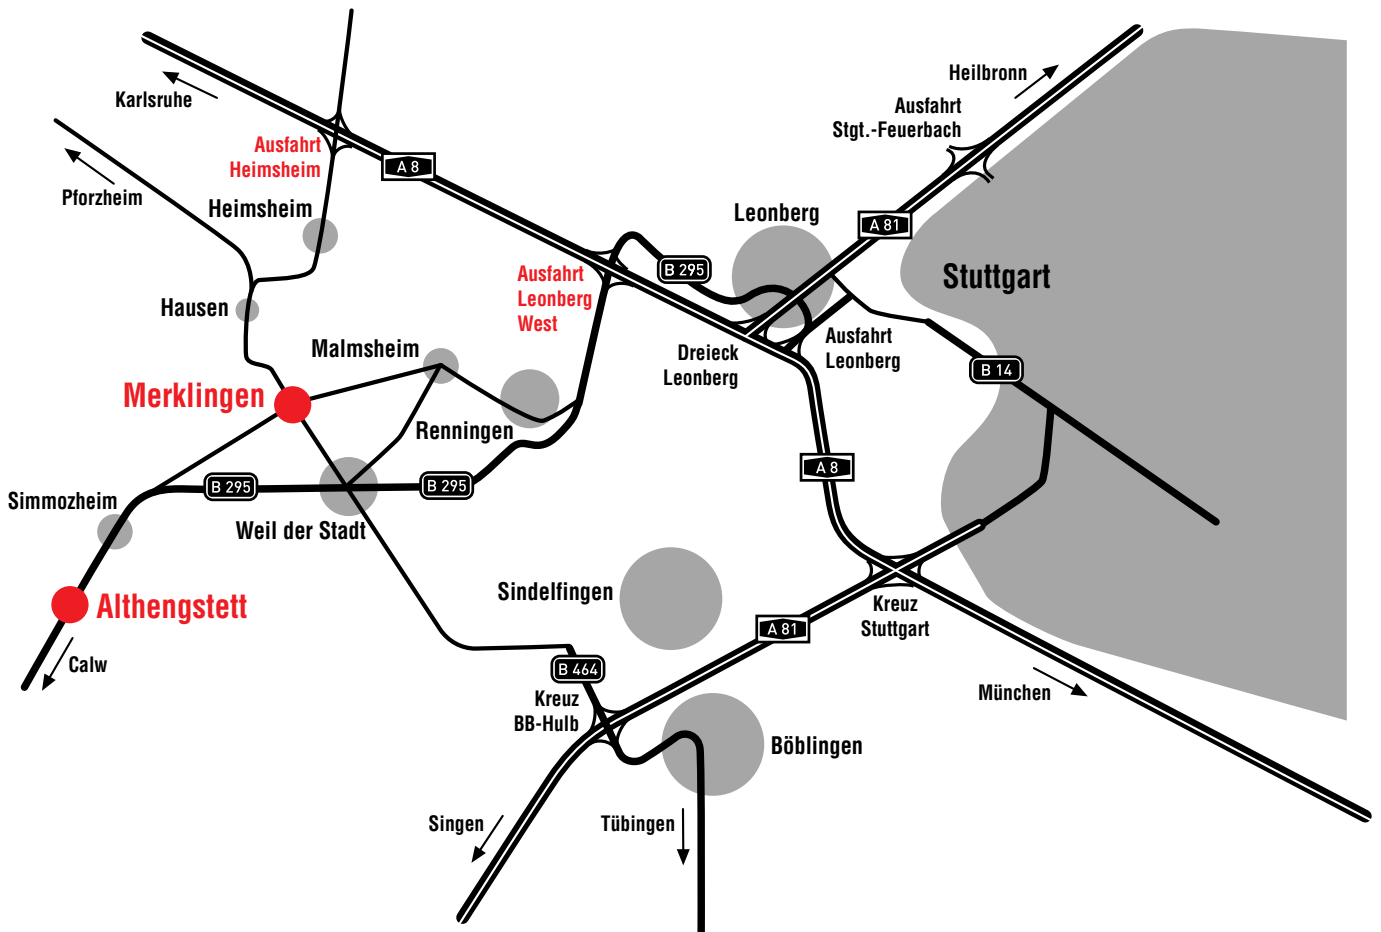 Heilbronn
Karlsruhe
Ausfahrt
Stgt.-Feuerbach
Ausfahrt
Heimsheim
A 8
Pforzheim
Heimsheim
Leonberg
A 81
B 295
Stuttgart
Ausfahrt
Leonberg
West
Hausen
Malmsheim
Dreieck
Leonberg
Ausfahrt
Leonberg
B 14
Merklingen
Renningen
A 8
Simmozheim
B 295
B 295
Weil der Stadt
Sindelfingen
Althengstett
Kreuz
Stuttgart
A 81
Calw
B 464
München
Kreuz
BB-Hulb
Böblingen
Singen
Tübingen